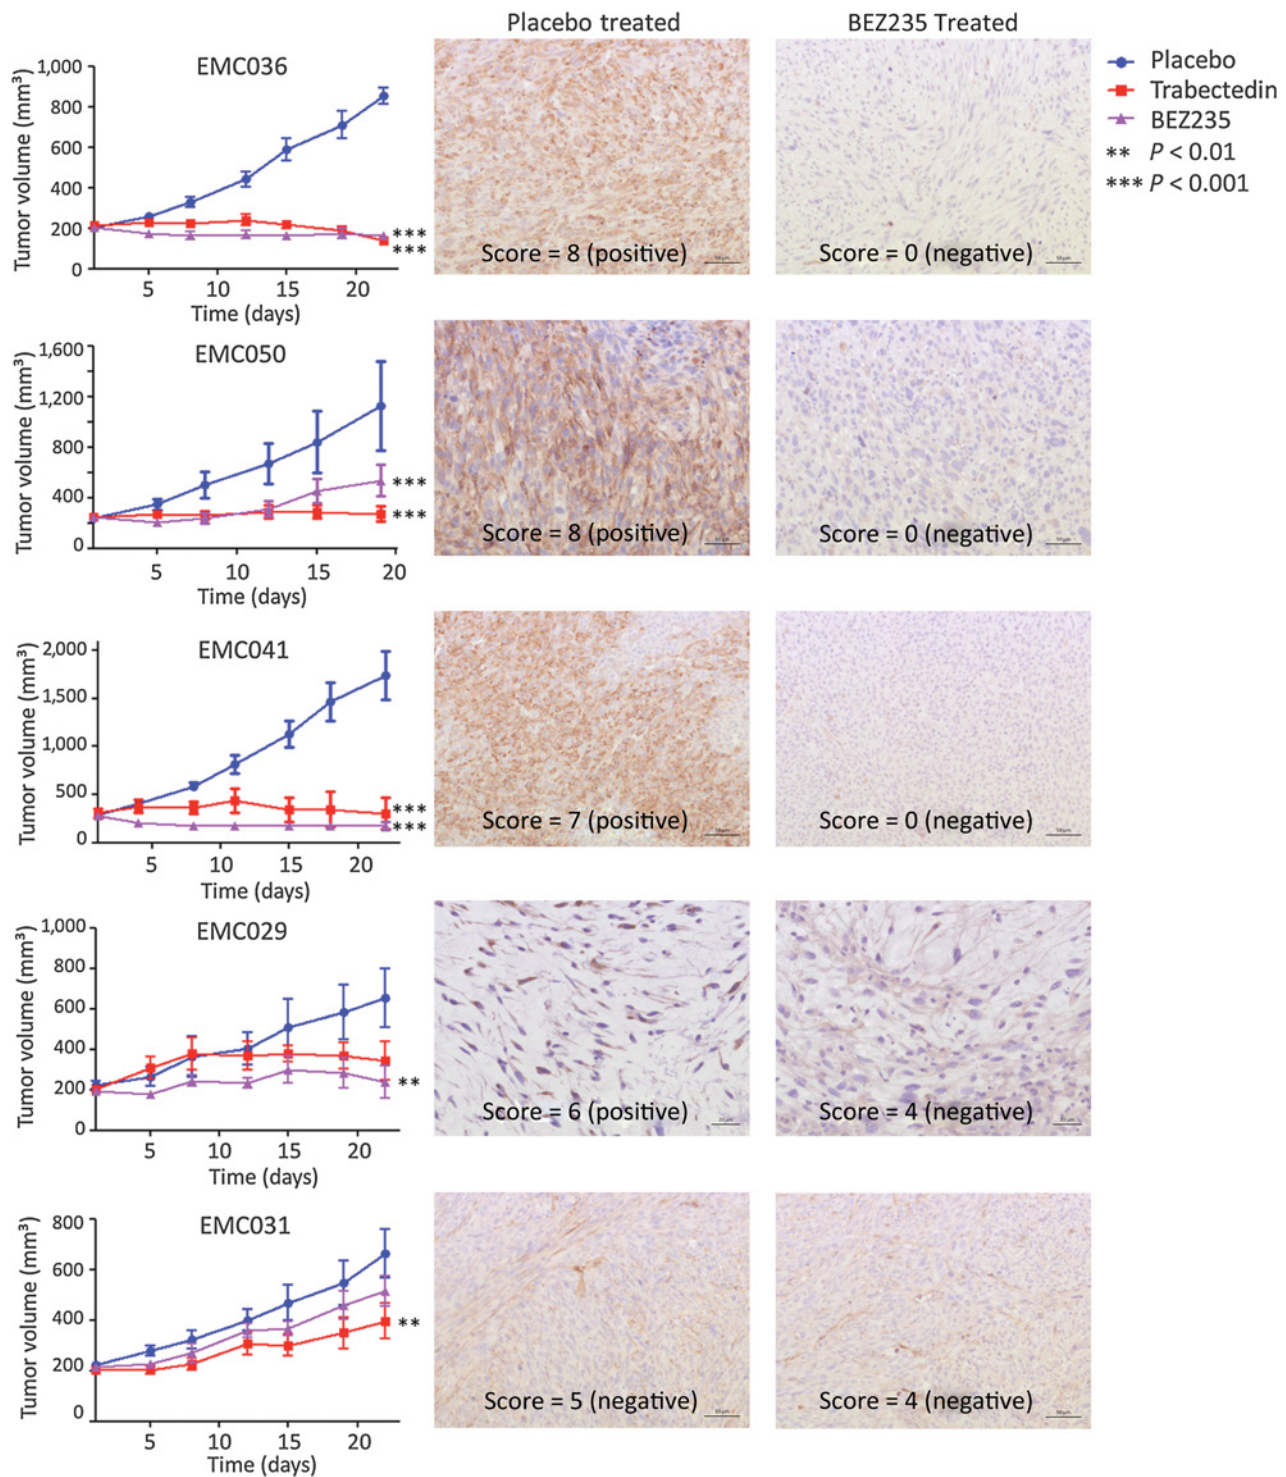 Placebo treated
BEZ235 Treated
Placebo
Trabectedin
BEZ235
** P < 0.01
*** P < 0.001
EMC036
Tumor volume (mm³)
1,000
800
600
400
200
0
5 10 15 20
Time (days)
***
***
Score = 8 (positive)
Score = 0 (negative)
EMC050
Tumor volume (mm³)
1,600
1,200
800
400
0
5 10 15 20
Time (days)
***
***
Score = 8 (positive)
Score = 0 (negative)
EMC041
Tumor volume (mm³)
2,000
1,500
1,000
500
0
5 10 15 20
Time (days)
***
***
Score = 7 (positive)
Score = 0 (negative)
EMC029
Tumor volume (mm³)
1,000
800
600
400
200
0
5 10 15 20
Time (days)
**
Score = 6 (positive)
Score = 4 (negative)
EMC031
Tumor volume (mm³)
800
600
400
200
0
5 10 15 20
Time (days)
**
Score = 5 (negative)
Score = 4 (negative)